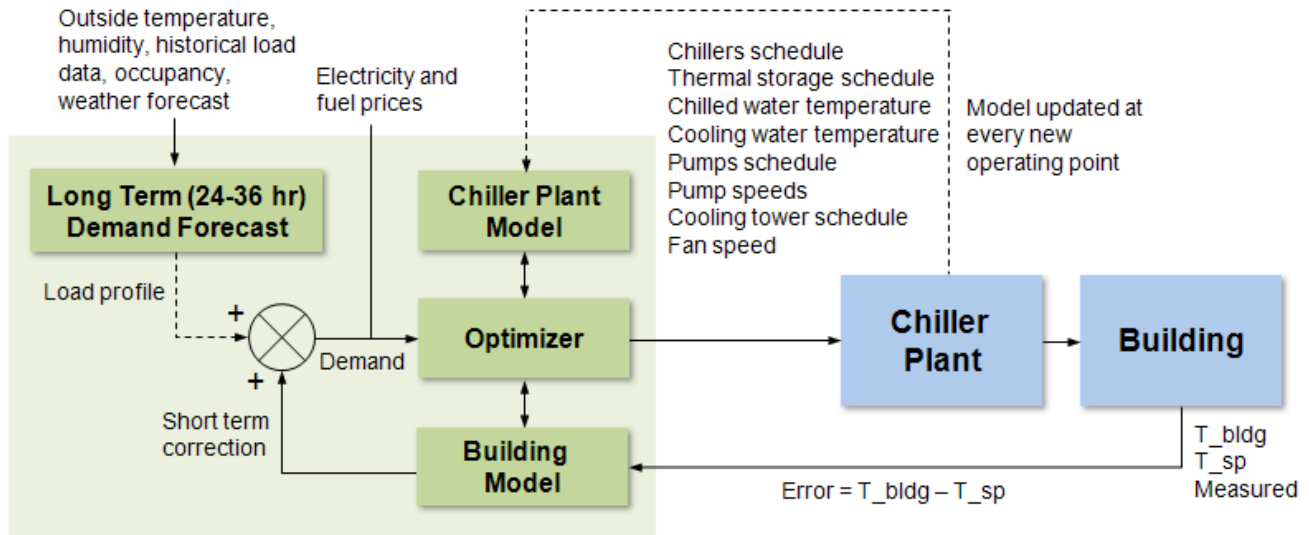 Outside temperature,
humidity, historical load
data, occupancy,
weather forecast
Electricity and
fuel prices
Chillers schedule
Thermal storage schedule
Chilled water temperature
Cooling water temperature
Pumps schedule
Pump speeds
Cooling tower schedule
Fan speed
Model updated at
every new
operating point
Long Term (24-36 hr)
Demand Forecast
Chiller Plant
Model
Load profile
+
+
Demand
Optimizer
Chiller
Plant
Building
Short term
correction
Building
Model
T_bldg
T_sp
Measured
Error = T_bldg – T_sp